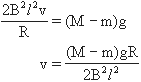 2B²l²v/R = (M − m)g
v = (M − m)gR/2B²l²